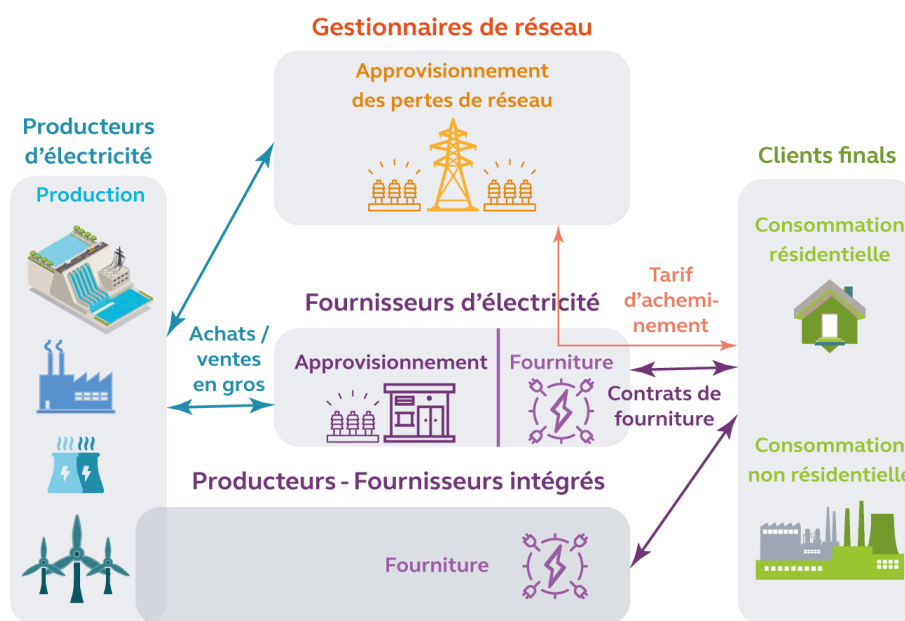 Gestionnaires de réseau
Approvisionnement
des pertes de réseau
Producteurs
d'électricité
Production
Clients finals
Consommation
résidentielle
Tarif
d'achemi-
nement
Fournisseurs d'électricité
Achats /
ventes
en gros
Approvisionnement
Fourniture
Contrats de
fourniture
Consommation
non résidentielle
Producteurs - Fournisseurs intégrés
Fourniture